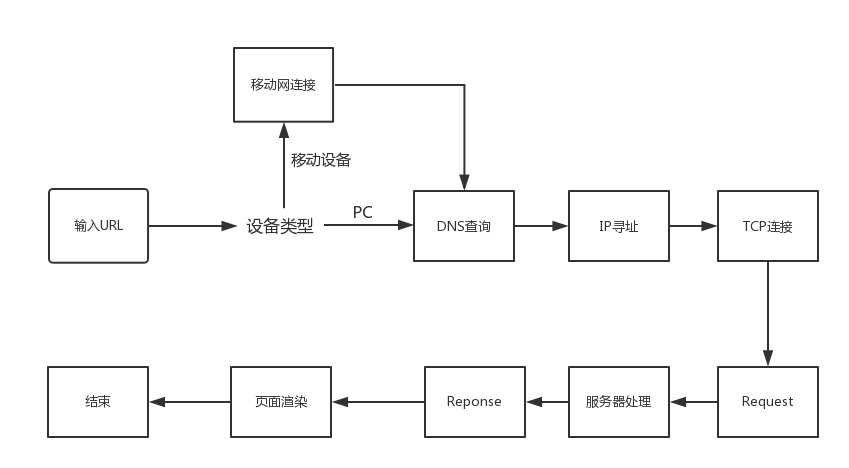 移动网连接
移动设备
输入URL
设备类型
PC
DNS查询
IP寻址
TCP连接
结束
页面渲染
Reponse
服务器处理
Request